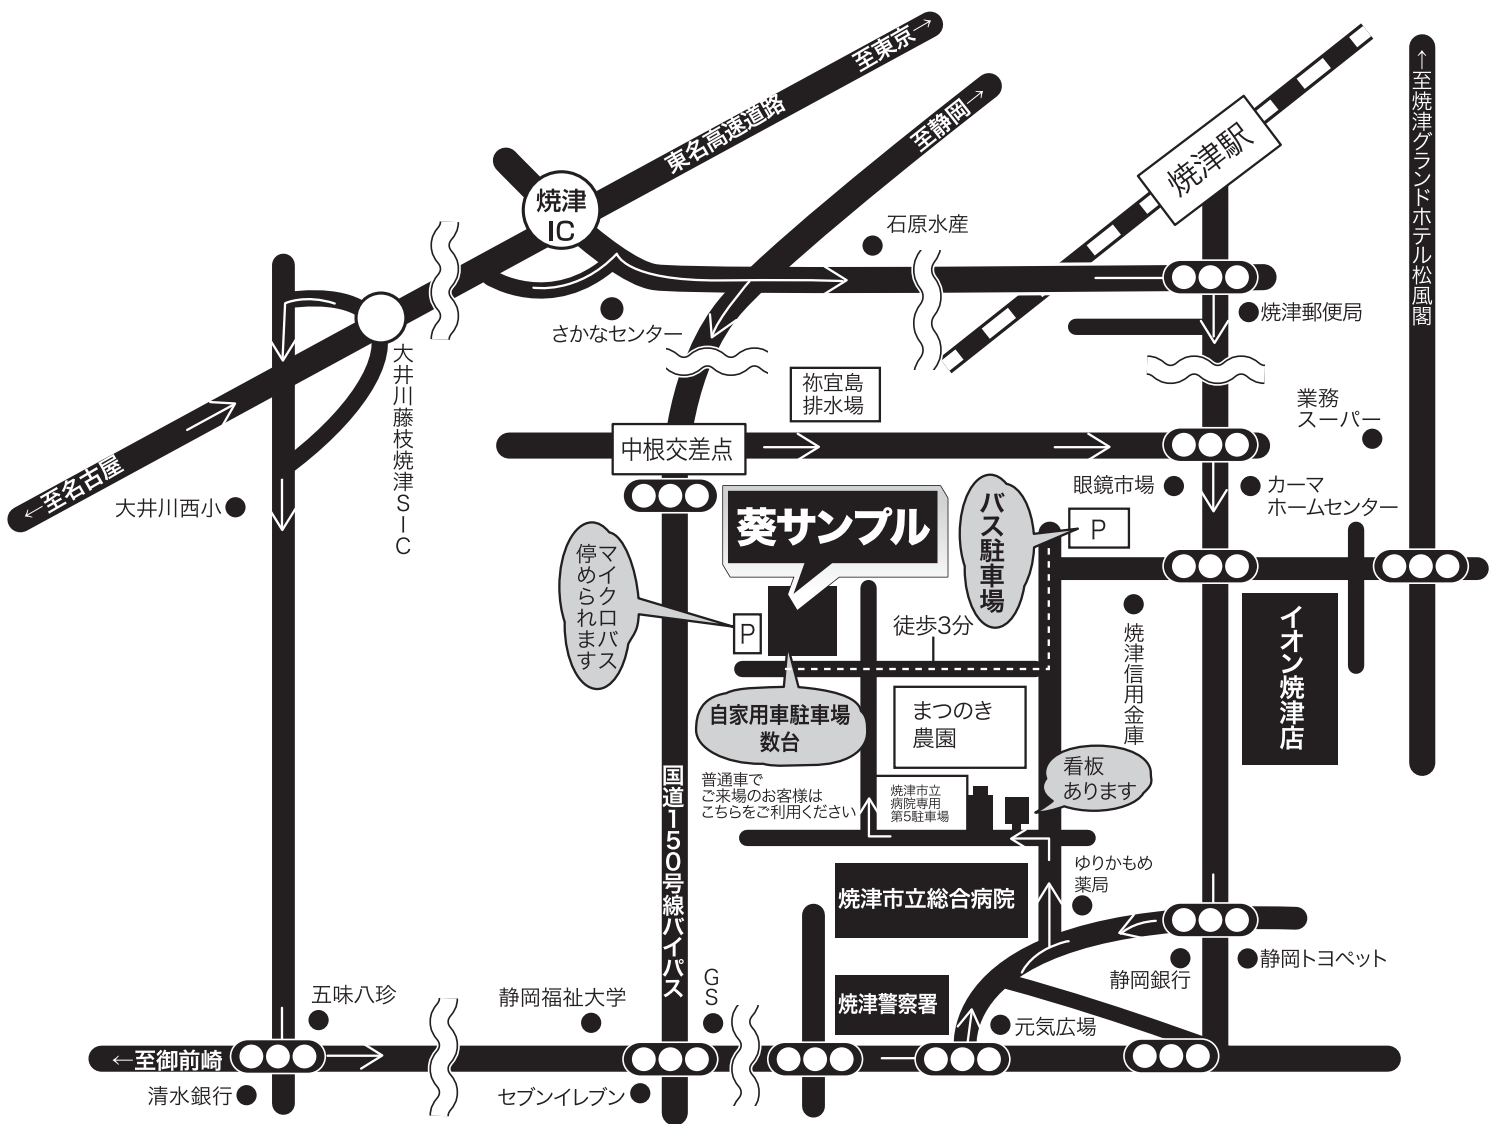 至東京→
東名高速道路
至静岡→
焼津
IC
焼津駅
↑至焼津グランドホテル松風閣
石原水産
さかなセンター
焼津郵便局
大井川藤枝焼津SIC
祢宜島
排水場
業務
スーパー
中根交差点
←至名古屋
大井川西小
眼鏡市場
カーマ
ホームセンター
葵サンプル
バス駐車場
P
マイクロバス
停められます
P
徒歩3分
焼津信用金庫
イオン焼津店
自家用車駐車場
数台
まつのき
農園
看板
あります
普通車で
ご来場のお客様は
こちらをご利用ください
焼津市立
病院専用
第5駐車場
国道150号線バイパス
ゆりかもめ
薬局
焼津市立総合病院
静岡銀行
静岡トヨペット
焼津警察署
元気広場
五味八珍
静岡福祉大学
GS
←至御前崎
清水銀行
セブンイレブン